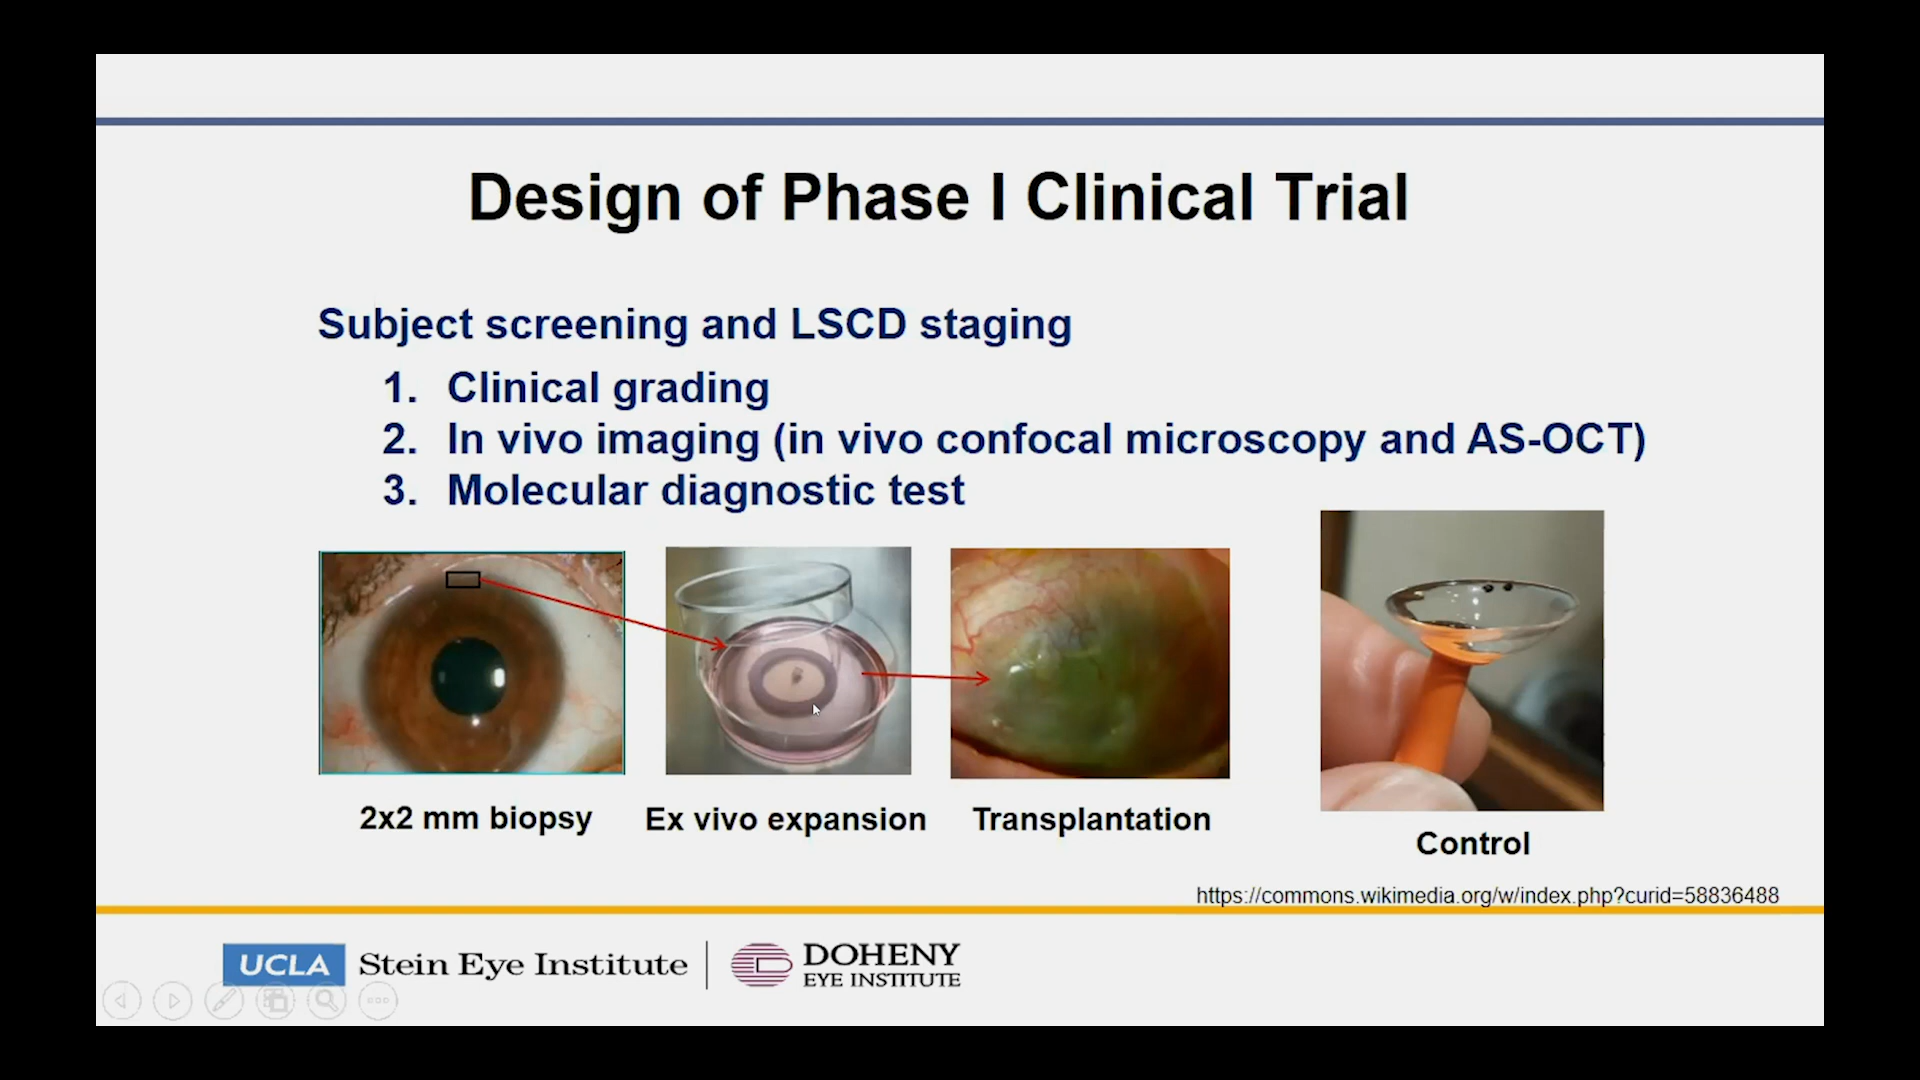 Design of Phase I Clinical Trial
Subject screening and LSCD staging
1. Clinical grading
2. In vivo imaging (in vivo confocal microscopy and AS-OCT)
3. Molecular diagnostic test
2x2 mm biopsy
Ex vivo expansion
Transplantation
Control
https://commons.wikimedia.org/w/index.php?curid=58836488
UCLA Stein Eye Institute
DOHENY
EYE INSTITUTE